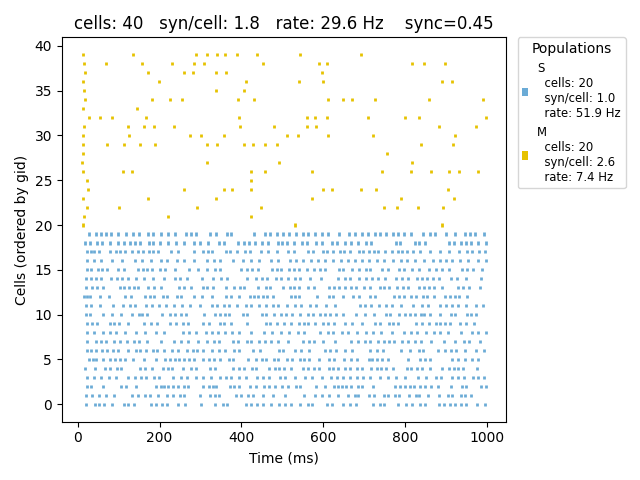 cells: 40   syn/cell: 1.8   rate: 29.6 Hz    sync=0.45
Populations
S
cells: 20
syn/cell: 1.0
rate: 51.9 Hz
M
cells: 20
syn/cell: 2.6
rate: 7.4 Hz
Cells (ordered by gid)
40
35
30
25
20
15
10
5
0
0 200 400 600 800 1000
Time (ms)